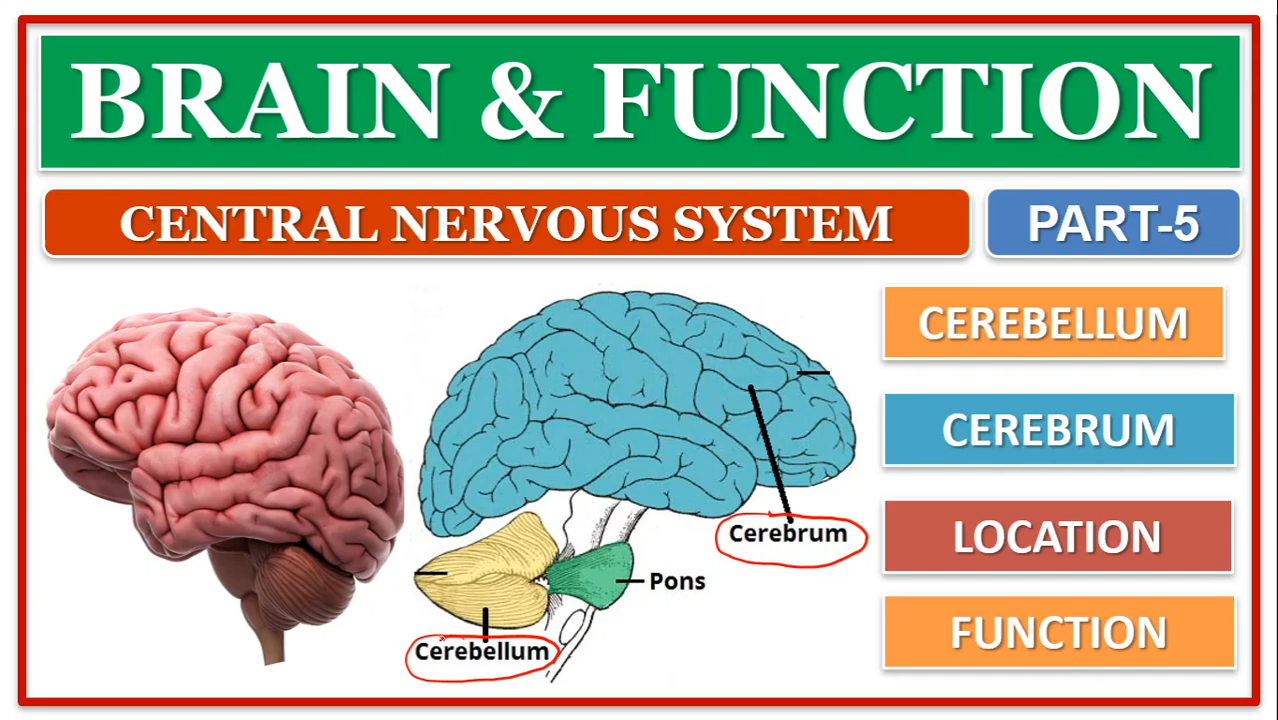 BRAIN & FUNCTION
CENTRAL NERVOUS SYSTEM
PART-5
CEREBELLUM
CEREBRUM
LOCATION
FUNCTION
Cerebrum
Pons
Cerebellum